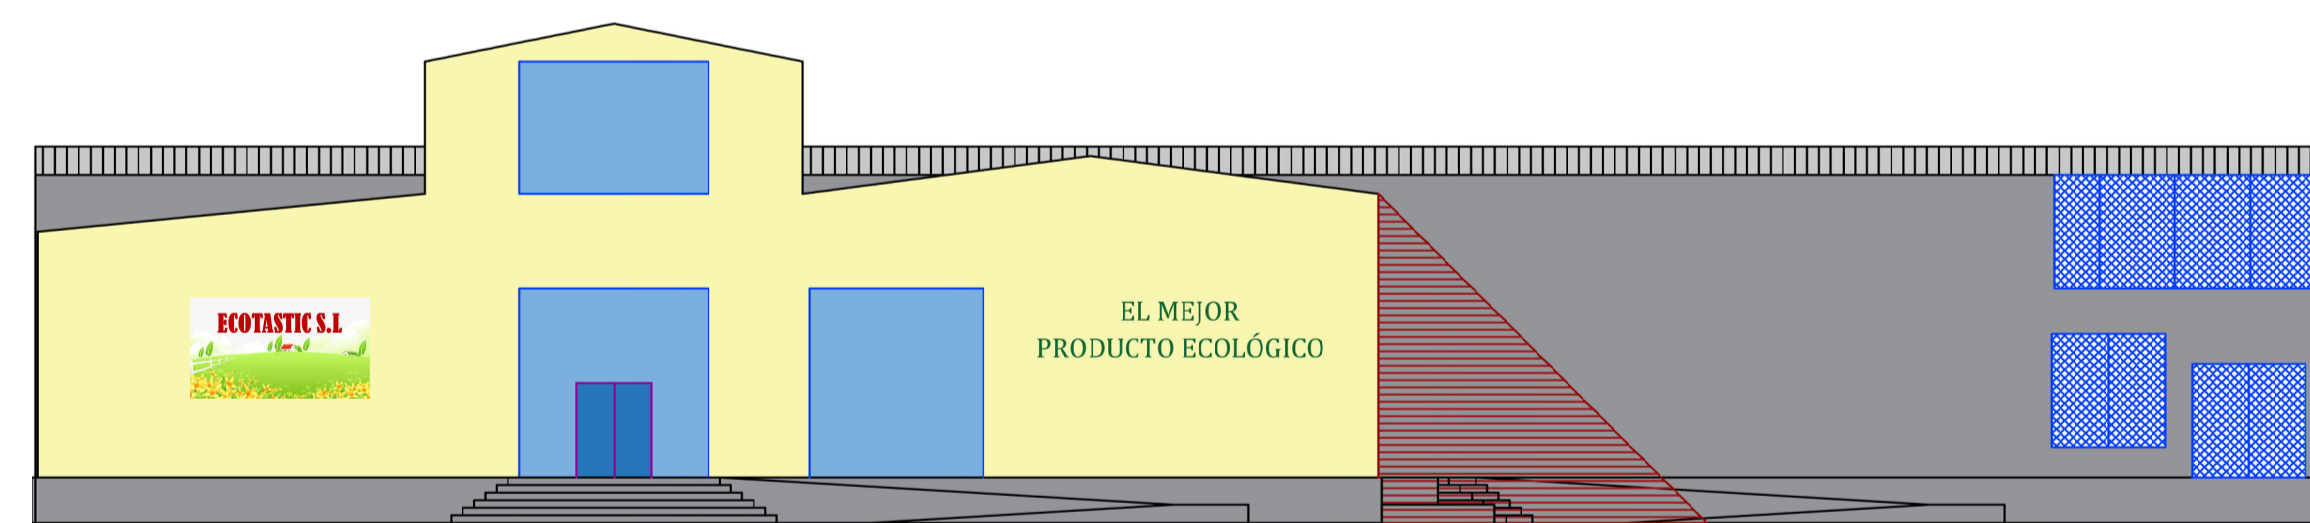 ECOTASTIC S.L
EL MEJOR
PRODUCTO ECOLÓGICO